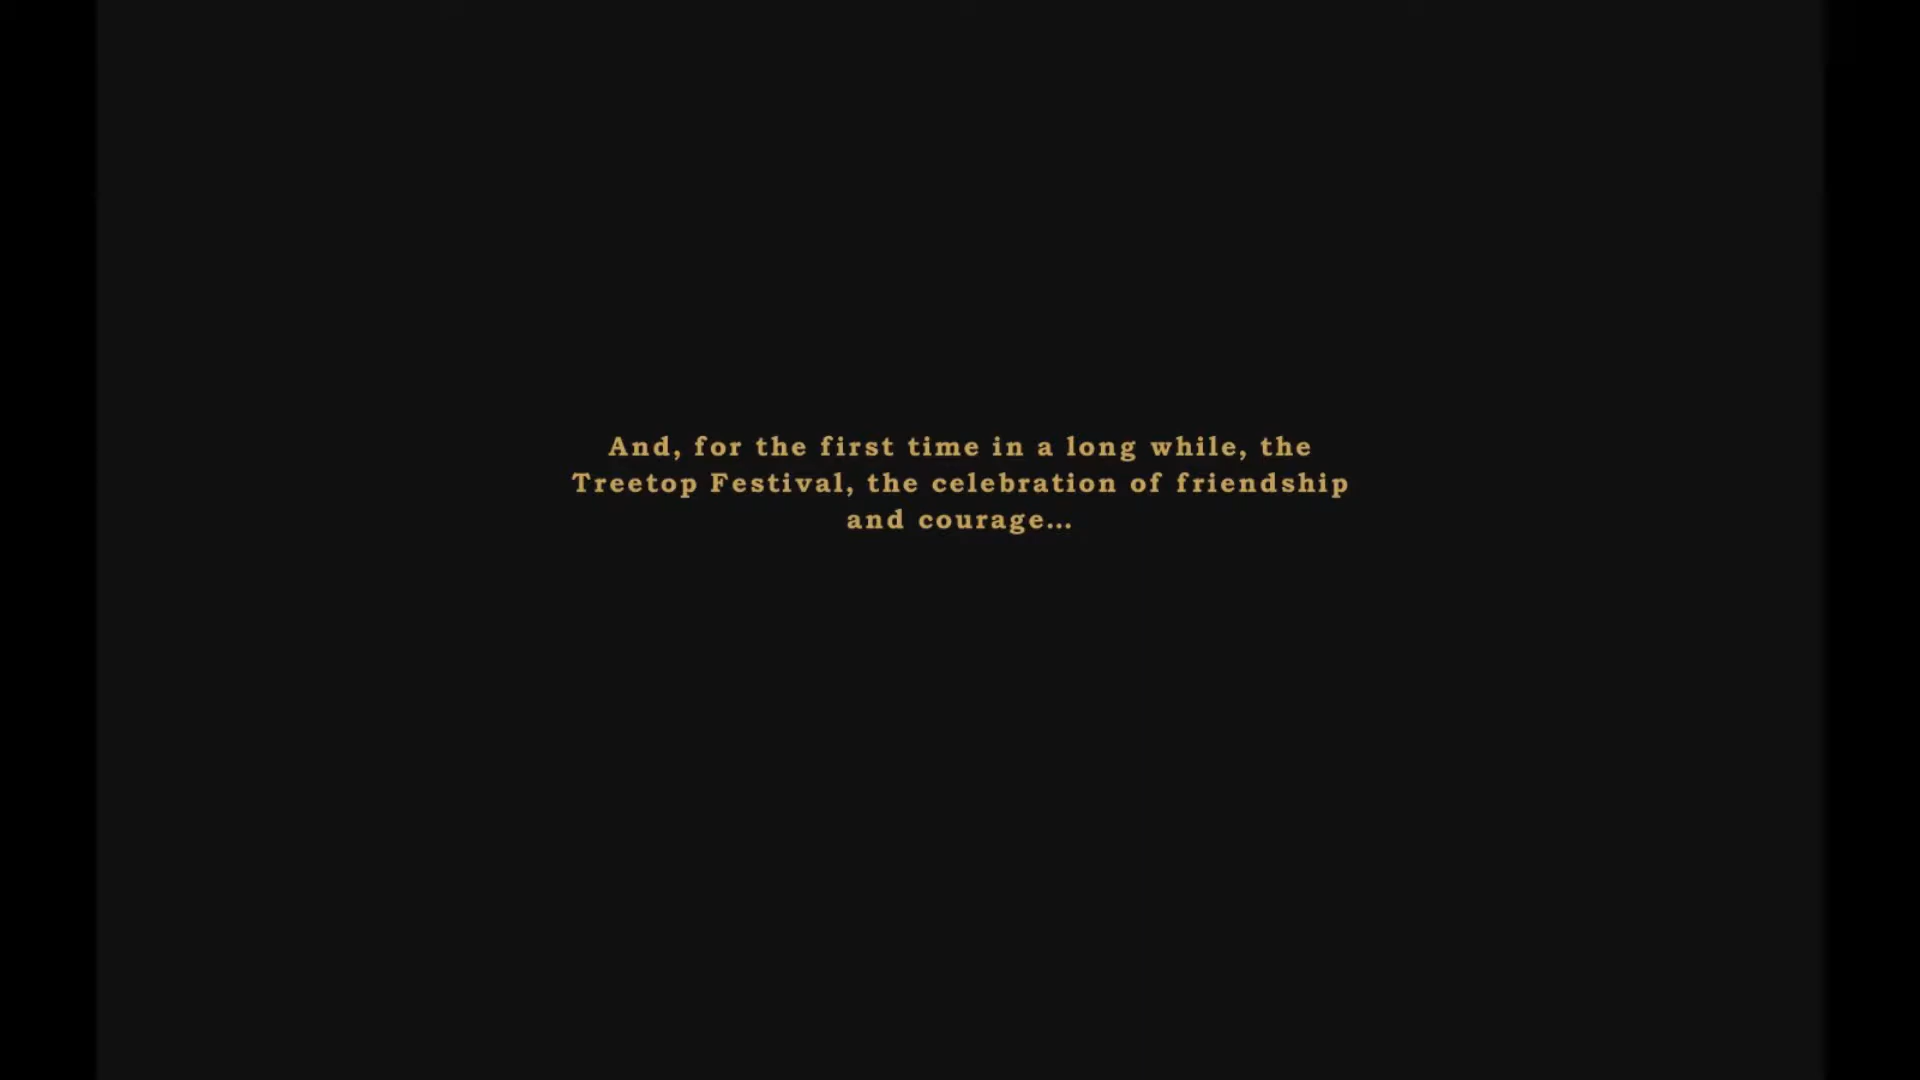 And, for the first time in a long while, the
Treetop Festival, the celebration of friendship
and courage...